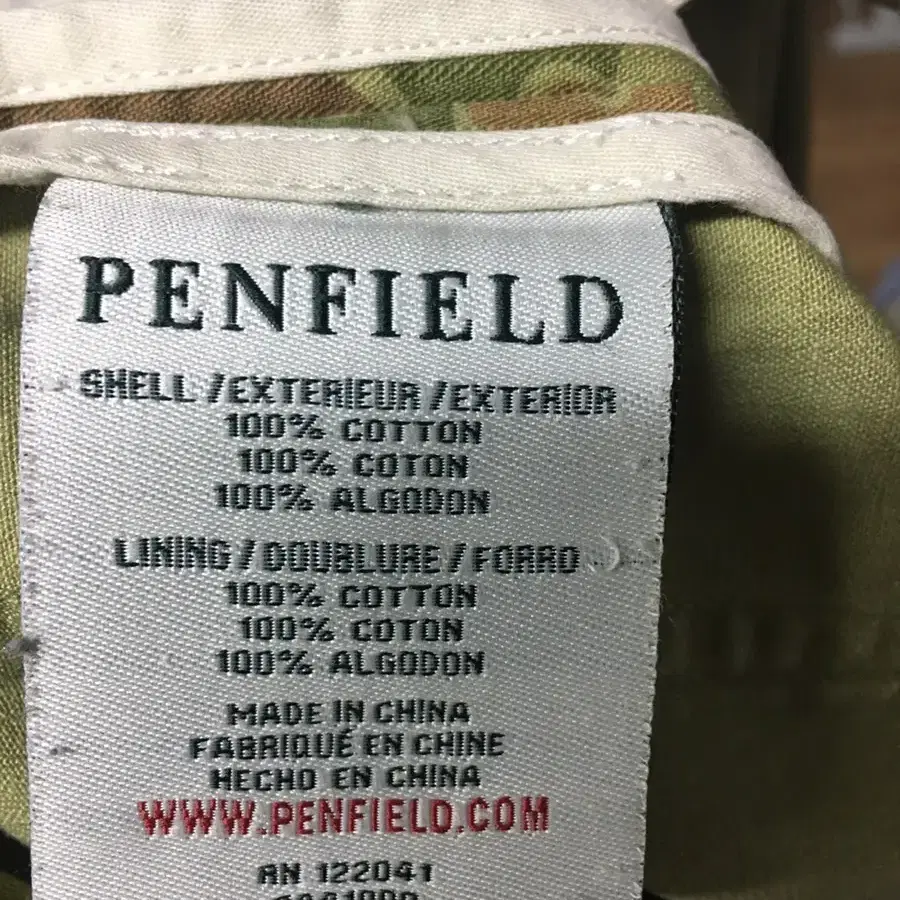 PENFIELD
SHELL /EXTERIEUR /EXTERIOR
100% COTTON
100% COTON
100% ALGODON
LINING / DOUBLURE / FORRO
100% COTTON
100% COTON
100% ALGODON
MADE IN CHINA
FABRIQUÉ EN CHINE
HECHO EN CHINA
WWW.PENFIELD.COM
RN 122041